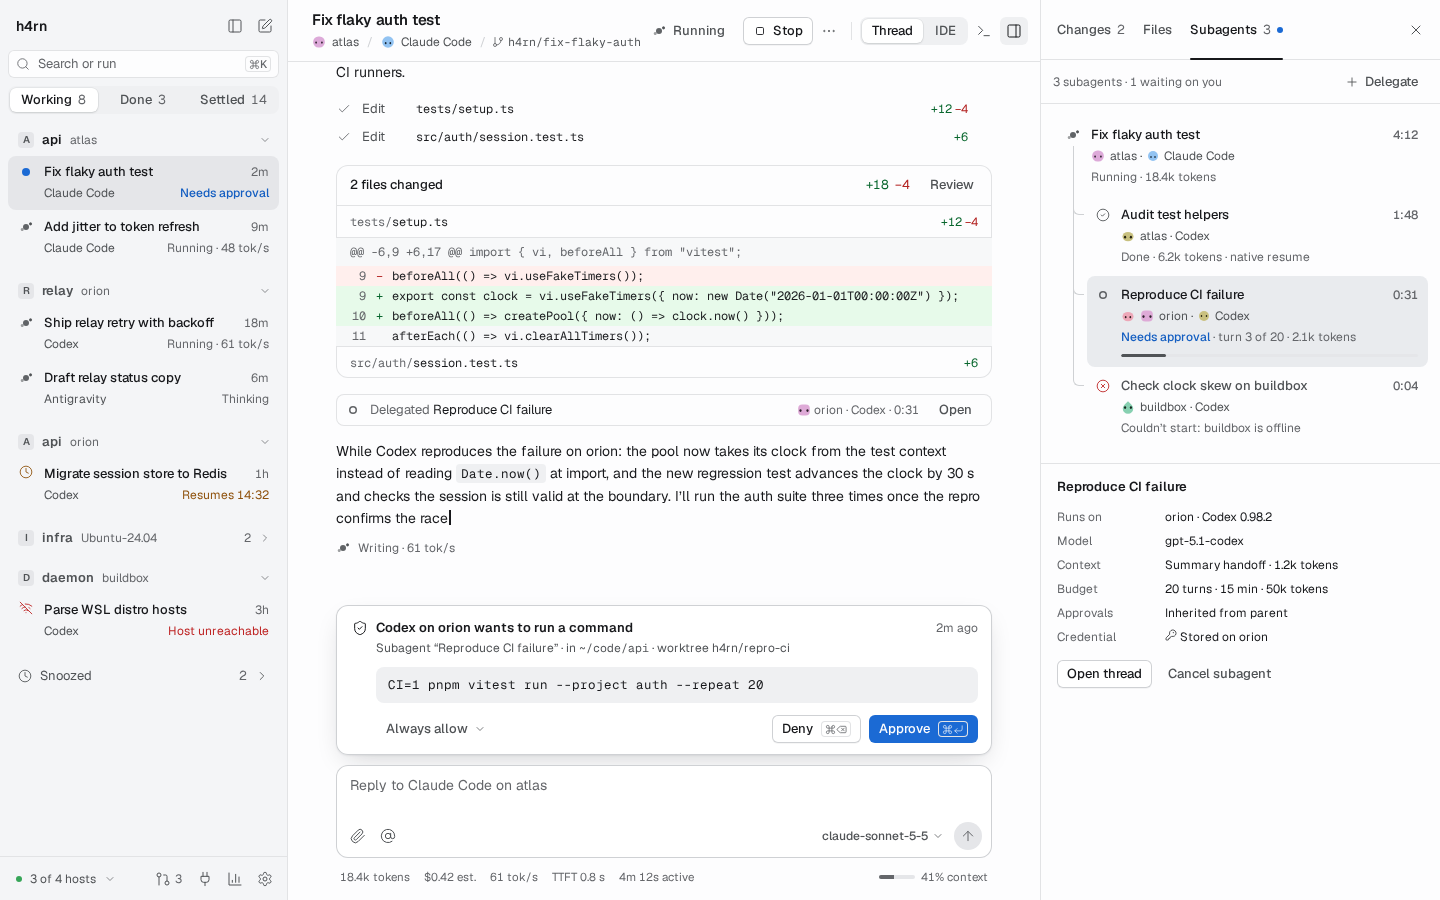 h4rn
Search or run ⌘K
Working 8 Done 3 Settled 14
A api atlas
Fix flaky auth test 2m
Claude Code Needs approval
Add jitter to token refresh 9m
Claude Code Running · 48 tok/s
R relay orion
Ship relay retry with backoff 18m
Codex Running · 61 tok/s
Draft relay status copy 6m
Antigravity Thinking
A api orion
Migrate session store to Redis 1h
Codex Resumes 14:32
I infra Ubuntu-24.04 2
D daemon buildbox
Parse WSL distro hosts 3h
Codex Host unreachable
Snoozed 2
3 of 4 hosts 3
Fix flaky auth test
atlas / Claude Code / h4rn/fix-flaky-auth
Running Stop Thread IDE
CI runners.
Edit tests/setup.ts +12 −4
Edit src/auth/session.test.ts +6
2 files changed +18 −4 Review
tests/setup.ts +12 −4
@@ -6,9 +6,17 @@ import { vi, beforeAll } from "vitest";
9 − beforeAll(() => vi.useFakeTimers());
9 + export const clock = vi.useFakeTimers({ now: new Date("2026-01-01T00:00:00Z") });
10 + beforeAll(() => createPool({ now: () => clock.now() }));
11 afterEach(() => vi.clearAllTimers());
src/auth/session.test.ts +6
Delegated Reproduce CI failure orion · Codex · 0:31 Open
While Codex reproduces the failure on orion: the pool now takes its clock from the test context
instead of reading Date.now() at import, and the new regression test advances the clock by 30 s
and checks the session is still valid at the boundary. I’ll run the auth suite three times once the repro
confirms the race
Writing · 61 tok/s
Codex on orion wants to run a command 2m ago
Subagent “Reproduce CI failure” · in ~/code/api · worktree h4rn/repro-ci
CI=1 pnpm vitest run --project auth --repeat 20
Always allow Deny ⌘⌫ Approve ⌘⏎
Reply to Claude Code on atlas
claude-sonnet-5-5
18.4k tokens $0.42 est. 61 tok/s TTFT 0.8 s 4m 12s active 41% context
Changes 2 Files Subagents 3
3 subagents · 1 waiting on you Delegate
Fix flaky auth test 4:12
atlas · Claude Code
Running · 18.4k tokens
Audit test helpers 1:48
atlas · Codex
Done · 6.2k tokens · native resume
Reproduce CI failure 0:31
orion · Codex
Needs approval · turn 3 of 20 · 2.1k tokens
Check clock skew on buildbox 0:04
buildbox · Codex
Couldn’t start: buildbox is offline
Reproduce CI failure
Runs on orion · Codex 0.98.2
Model gpt-5.1-codex
Context Summary handoff · 1.2k tokens
Budget 20 turns · 15 min · 50k tokens
Approvals Inherited from parent
Credential Stored on orion
Open thread Cancel subagent